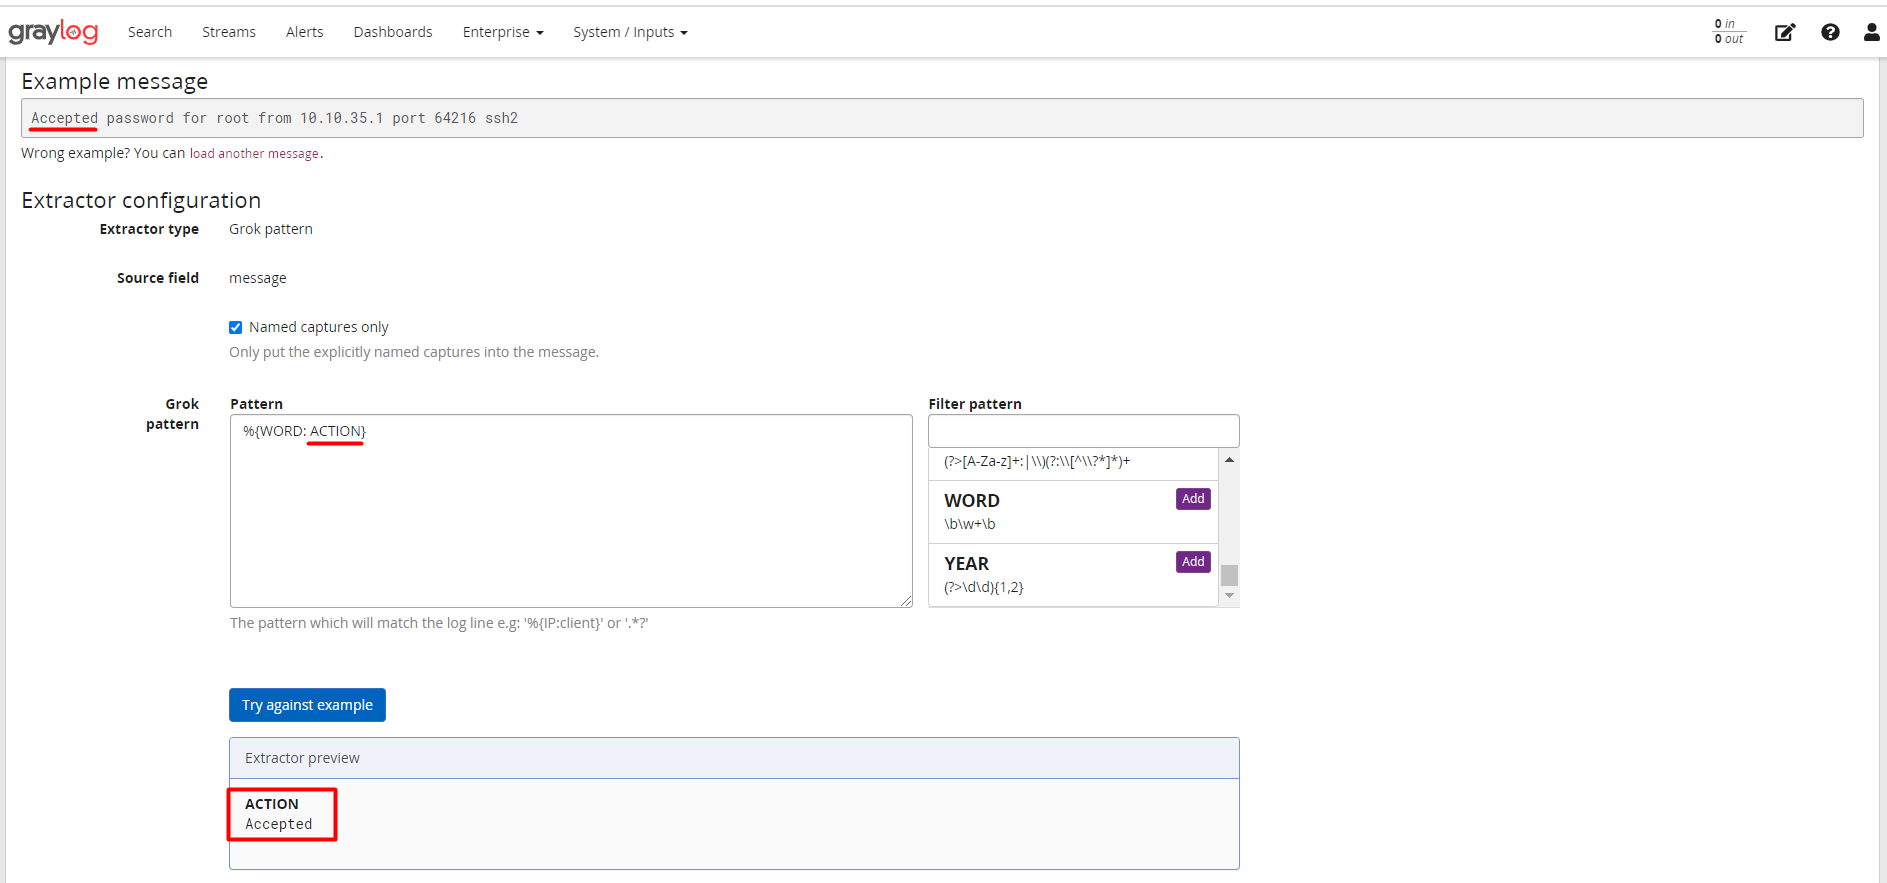 graylog Search Streams Alerts Dashboards Enterprise System / Inputs 0 in
0 out
Example message
Accepted password for root from 10.10.35.1 port 64216 ssh2
Wrong example? You can load another message.
Extractor configuration
Extractor type Grok pattern
Source field message
Named captures only
Only put the explicitly named captures into the message.
Grok pattern
Pattern
%{WORD: ACTION}
The pattern which will match the log line e.g: '%{IP:client}' or '.*?'
Filter pattern
(?>[A-Za-z]+:|\\)(?:\\[^\\?*]*)+
WORD Add
\b\w+\b
YEAR Add
(?>\d\d){1,2}
Try against example
Extractor preview
ACTION
Accepted